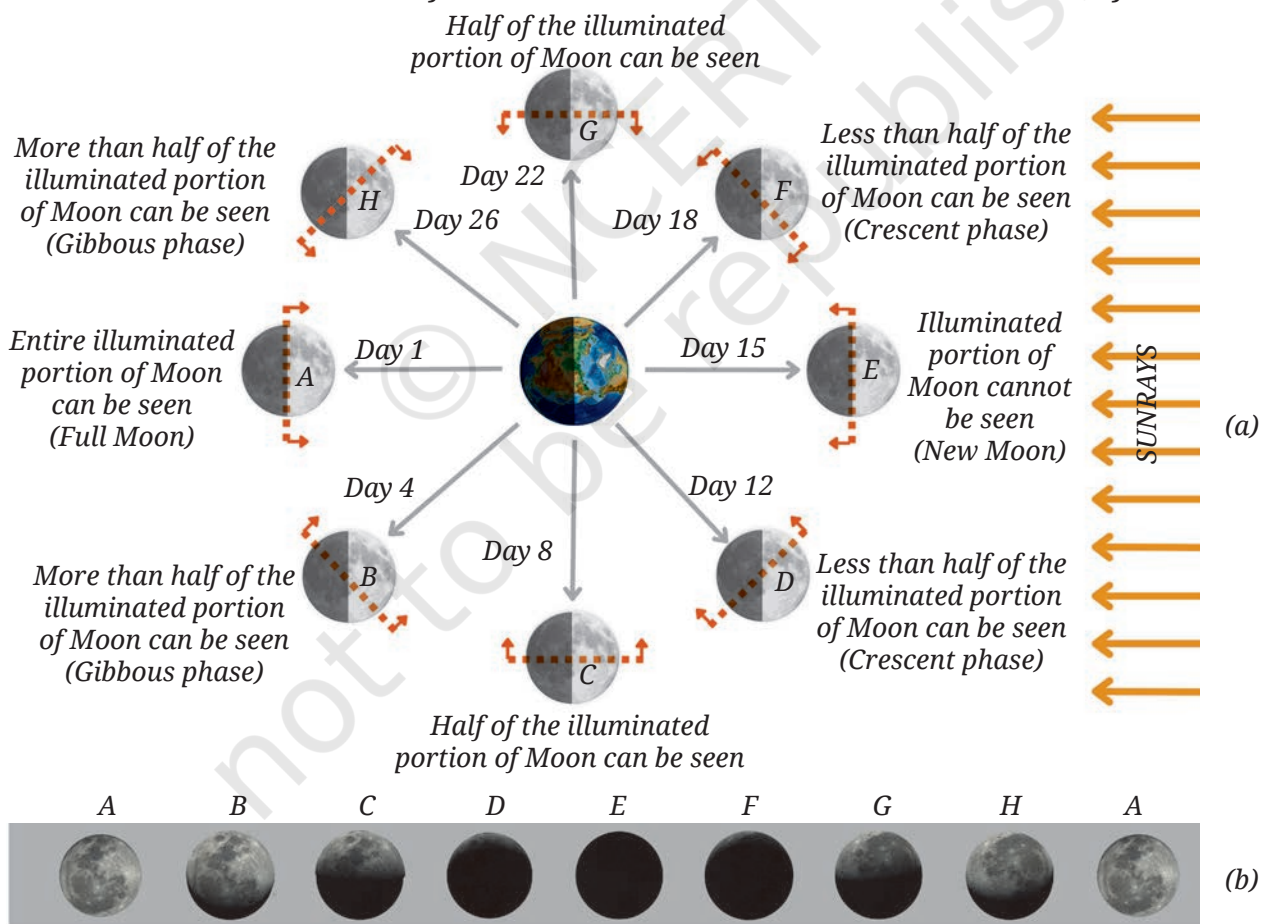 Half of the illuminated
portion of Moon can be seen
G
More than half of the
illuminated portion
of Moon can be seen
(Gibbous phase)
H
Day 26
Day 22
Day 18
F
Less than half of the
illuminated portion
of Moon can be seen
(Crescent phase)
Entire illuminated
portion of Moon
can be seen
(Full Moon)
A
Day 1
Day 15
E
Illuminated
portion of
Moon cannot
be seen
(New Moon)
SUNRAYS
(a)
Day 4
Day 8
Day 12
More than half of the
illuminated portion
of Moon can be seen
(Gibbous phase)
B
C
D
Less than half of the
illuminated portion
of Moon can be seen
(Crescent phase)
Half of the illuminated
portion of Moon can be seen
A B C D E F G H A
(b)
© NCERT
not to be republis